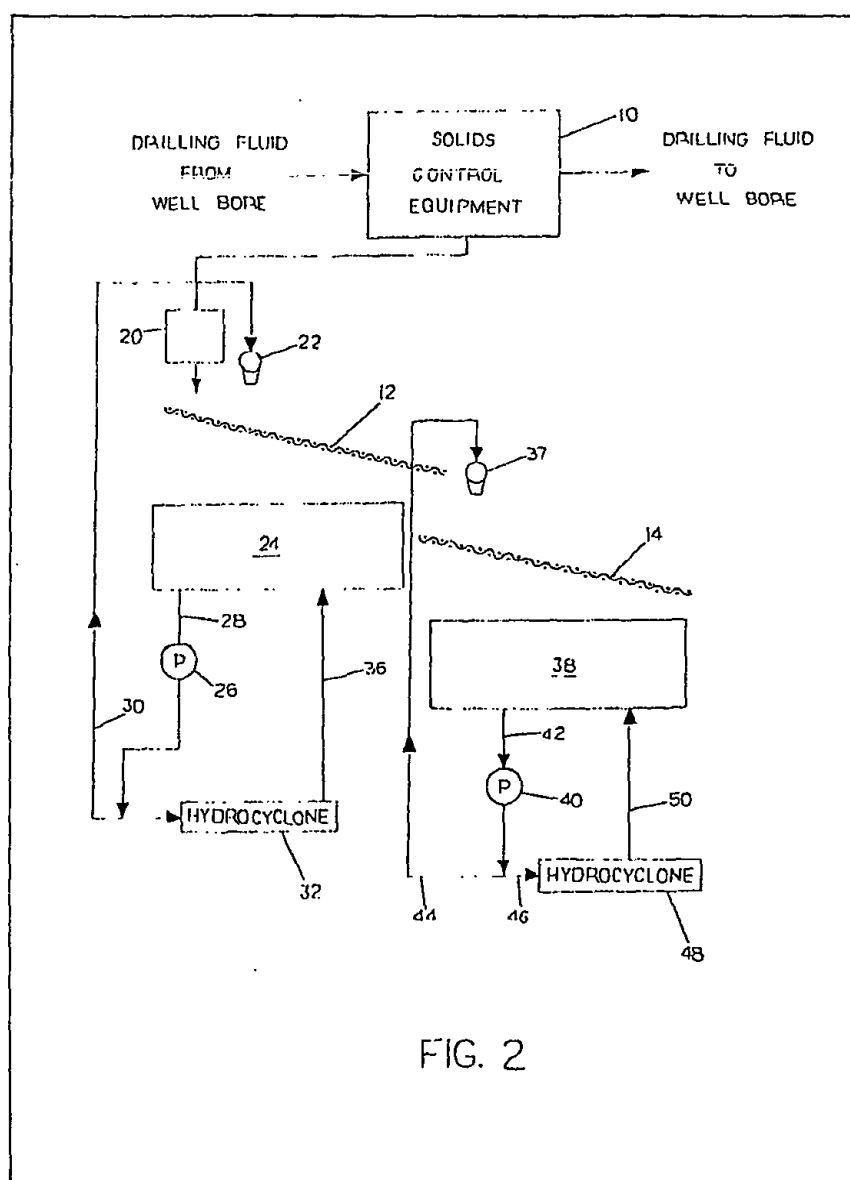 DRILLING FLUID
FROM
WELL BORE
SOLIDS
CONTROL
EQUIPMENT
10
DRILLING FLUID
TO
WELL BORE
20
22
12
37
24
14
28
P
26
36
38
30
42
P
40
50
HYDROCYCLONE
32
44
46
HYDROCYCLONE
48
FIG. 2